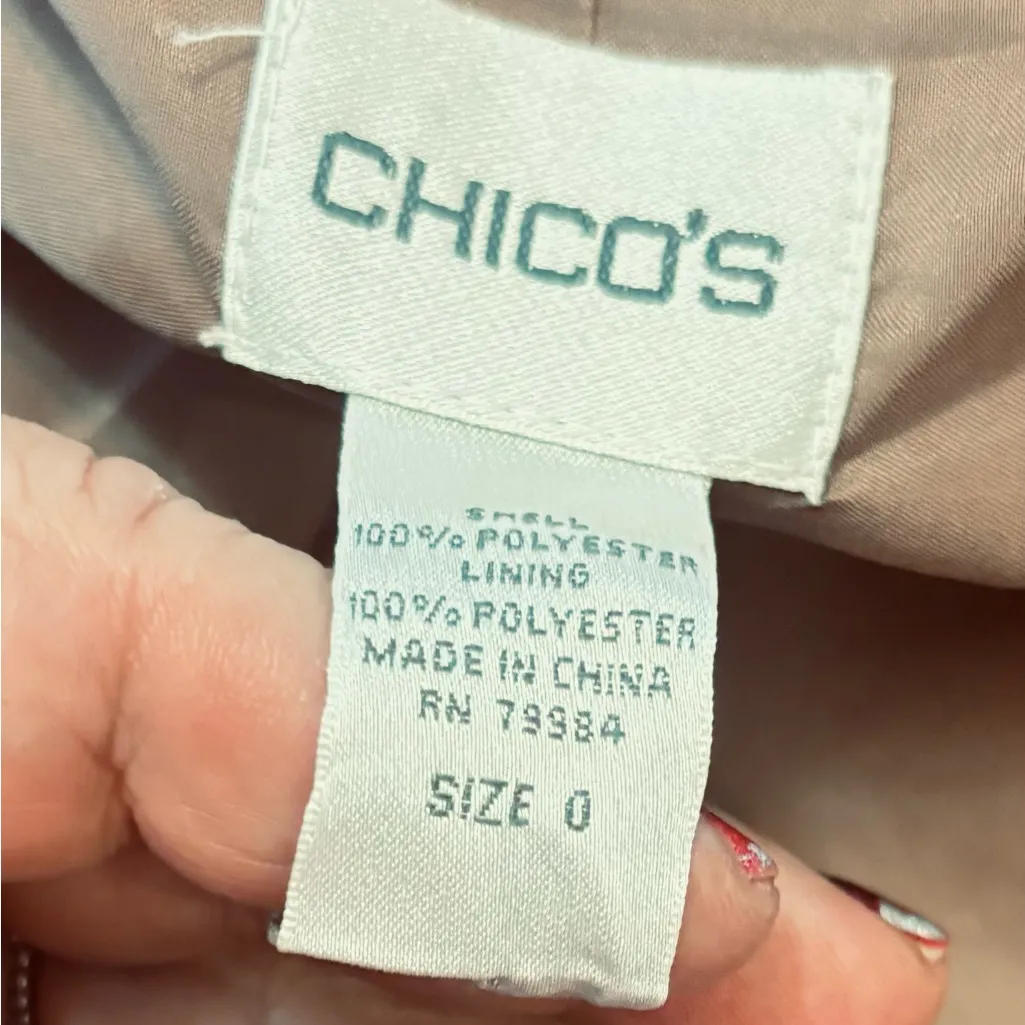 CHICO'S
SHELL
100% POLYESTER
LINING
100% POLYESTER
MADE IN CHINA
RN 79984
SIZE 0